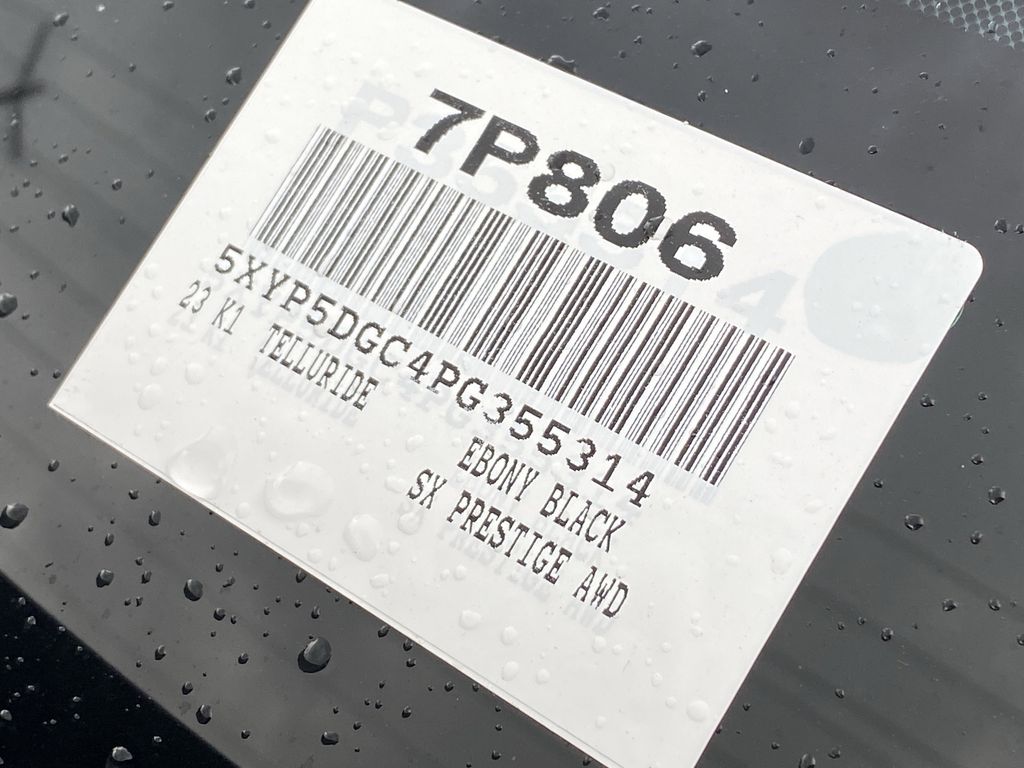 7P806
5XYP5DGC4PG355314
23 K1 TELLURIDE
EBONY BLACK
SX PRESTIGE AWD